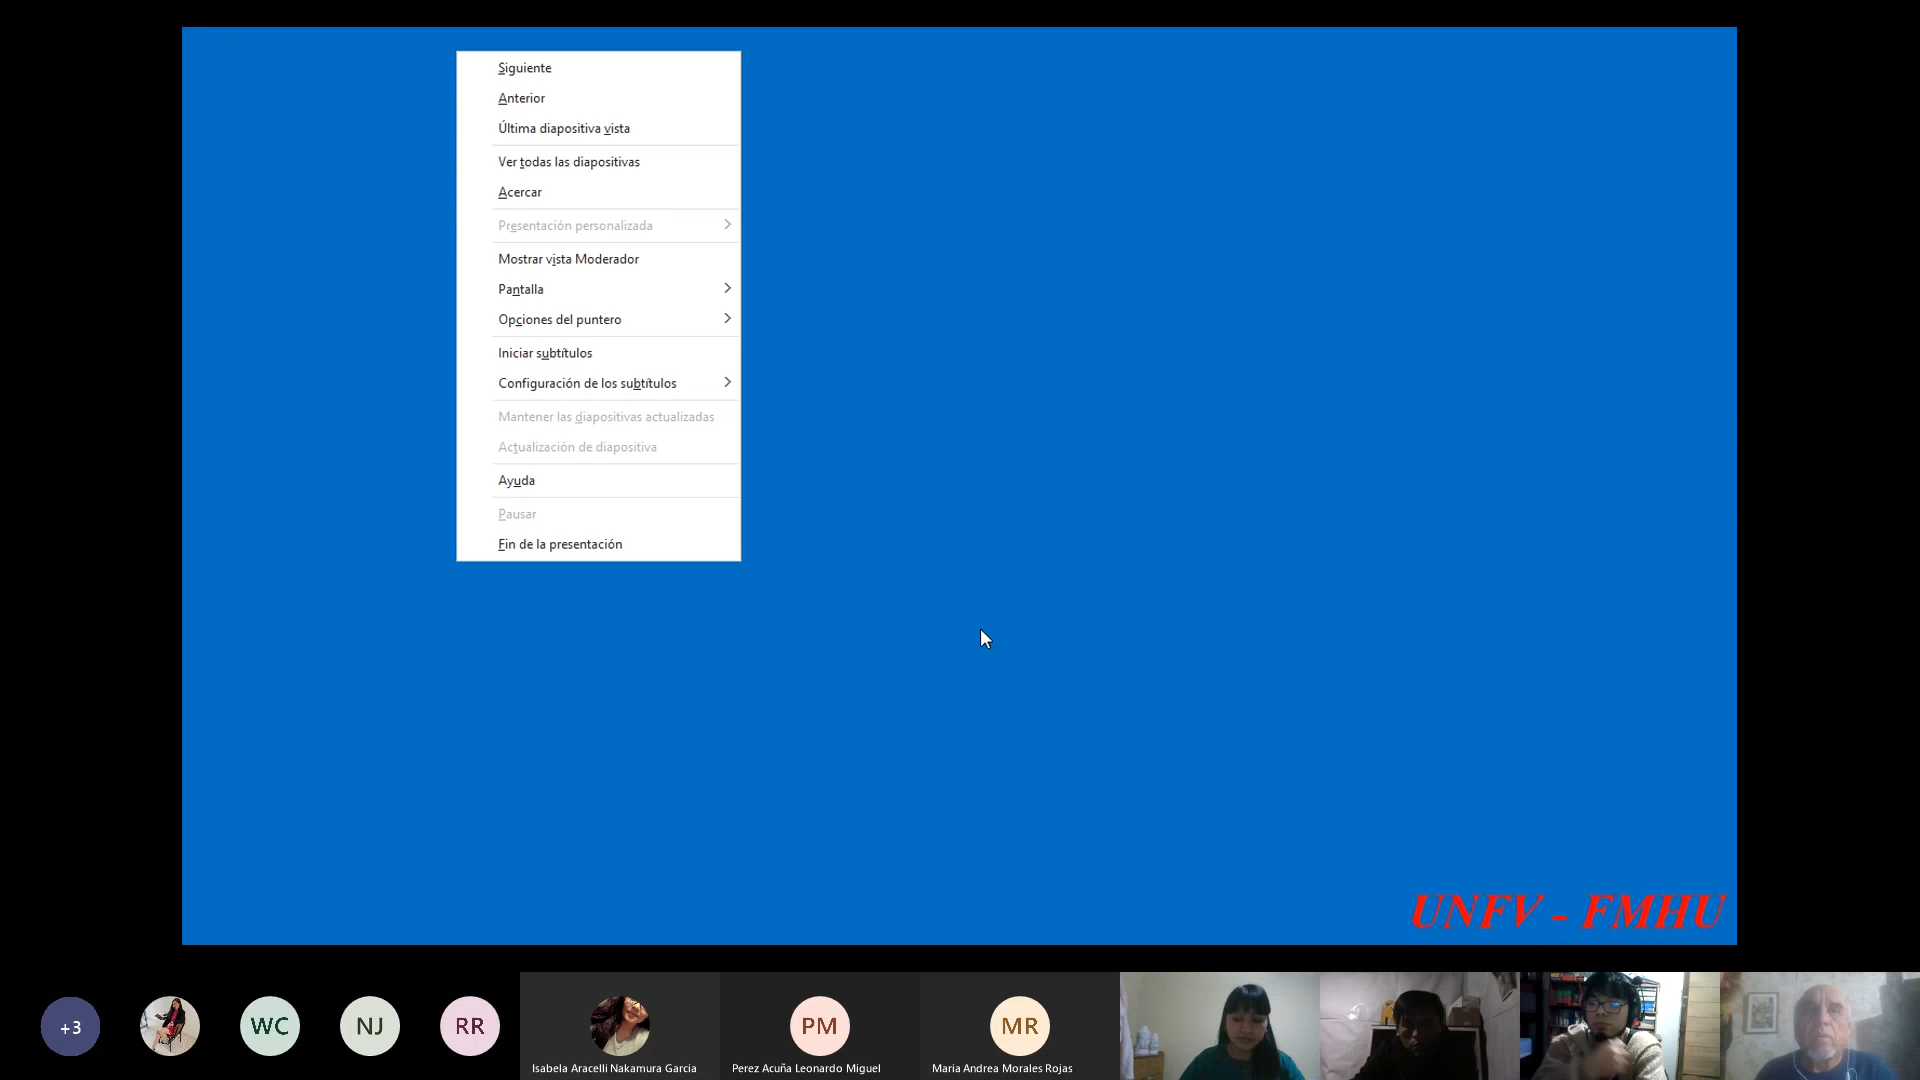 Siguiente
Anterior
Última diapositiva vista
Ver todas las diapositivas
Acercar
Presentación personalizada
Mostrar vista Moderador
Pantalla
Opciones del puntero
Iniciar subtítulos
Configuración de los subtítulos
Mantener las diapositivas actualizadas
Actualización de diapositiva
Ayuda
Pausar
Fin de la presentación
UNFV - FMHU
+3
WC
NJ
RR
PM
MR
Isabela Aracelli Nakamura Garcia
Perez Acuña Leonardo Miguel
Maria Andrea Morales Rojas